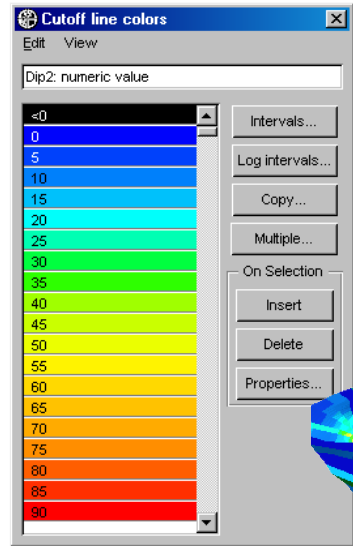 Cutoff line colors
Edit View
Dip2: numeric value
<0
0
5
10
15
20
25
30
35
40
45
50
55
60
65
70
75
80
85
90
Intervals...
Log intervals...
Copy...
Multiple...
On Selection
Insert
Delete
Properties...